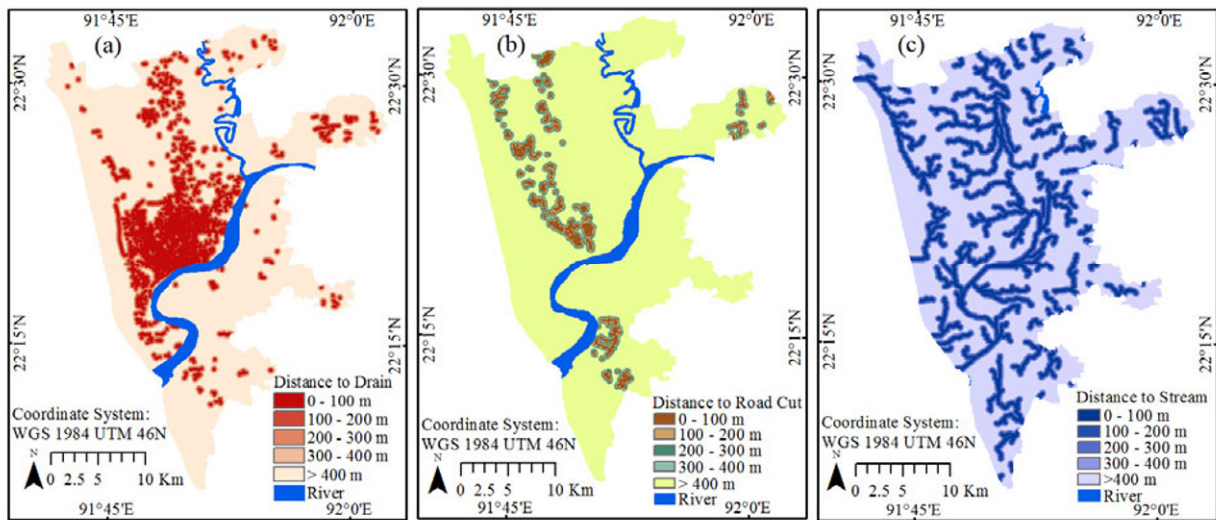 91°45'E
92°0'E
(a)
22°30'N
22°30'N
22°15'N
22°15'N
Distance to Drain
0 - 100 m
100 - 200 m
200 - 300 m
300 - 400 m
> 400 m
River
Coordinate System:
WGS 1984 UTM 46N
N
0 2.5 5 10 Km
91°45'E
92°0'E
91°45'E
92°0'E
(b)
22°30'N
22°30'N
22°15'N
22°15'N
Distance to Road Cut
0 - 100 m
100 - 200 m
200 - 300 m
300 - 400 m
> 400 m
River
Coordinate System:
WGS 1984 UTM 46N
N
0 2.5 5 10 Km
91°45'E
92°0'E
91°45'E
92°0'E
(c)
22°30'N
22°30'N
22°15'N
22°15'N
Distance to Stream
0 - 100 m
100 - 200 m
200 - 300 m
300 - 400 m
>400 m
River
Coordinate System:
WGS 1984 UTM 46N
N
0 2.5 5 10 Km
91°45'E
92°0'E